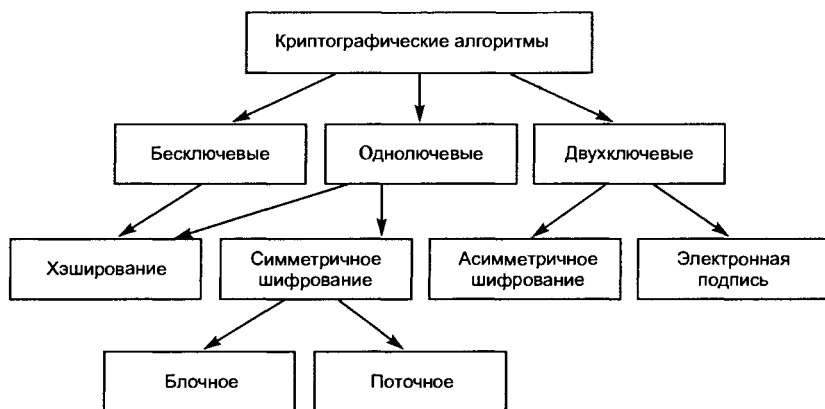 Криптографические алгоритмы
Бесключевые
Однолючевые
Двухключевые
Хэширование
Симметричное
шифрование
Асимметричное
шифрование
Электронная
подпись
Блочное
Поточное